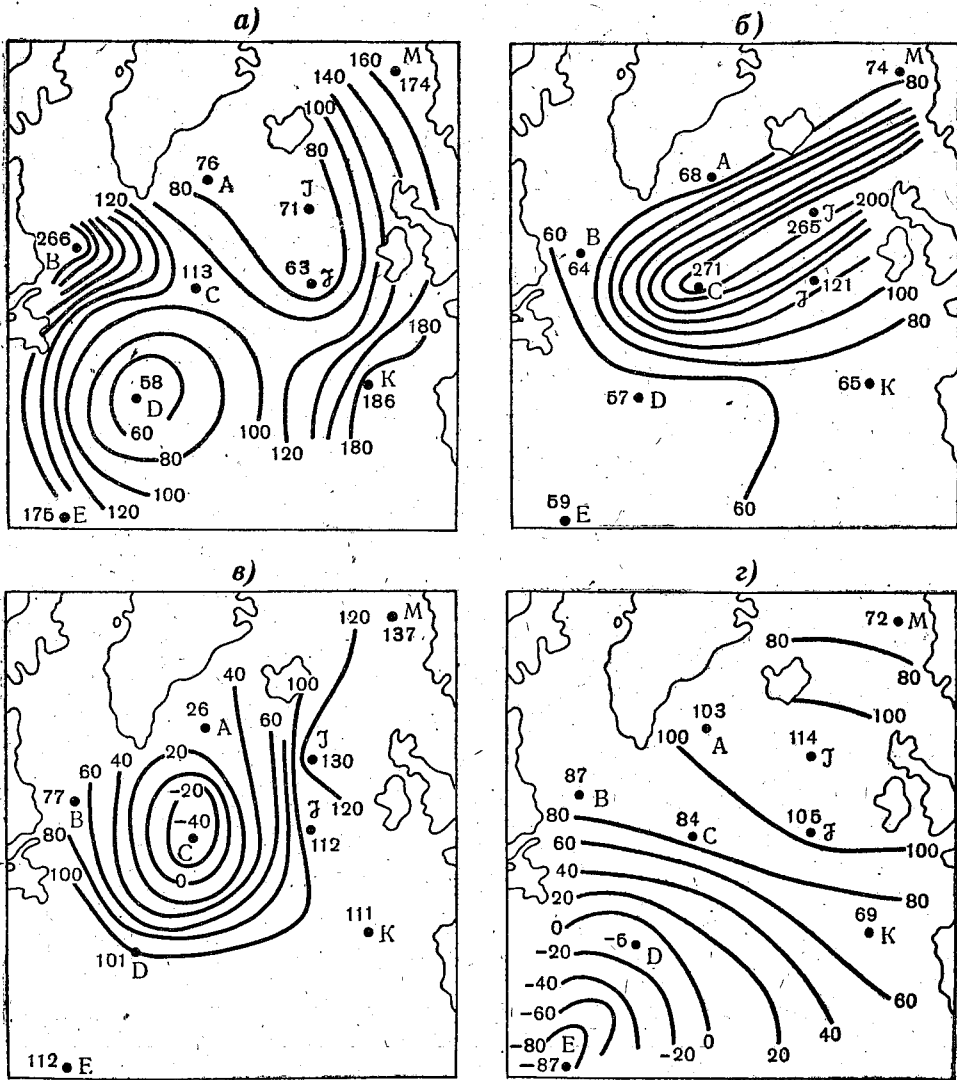 а)
160 M
140 174
100
80
76
80 A
J
71
120
266
B
113
C
63 J
180
58
D
60
80
100
120
K
186
180
100
175 E
120
б)
74 M
80
A
68
J
265
200
60 B
64
271
C
J
121
100
80
57 D
65 K
59
E
60
в)
120 M
137
40 100
26
A
60
J
130
20
40
60
77
B
-20
-40
C
120
J
112
80
100
0
111
K
101
D
112 E
г)
72 M
80
80
100
103
A
100
114
J
87
B
80
84
C
105
J
100
60
40
20
80
69
K
0
-5
D
-20
-40
-60
60
-80
E
-87
-20 0 20 40